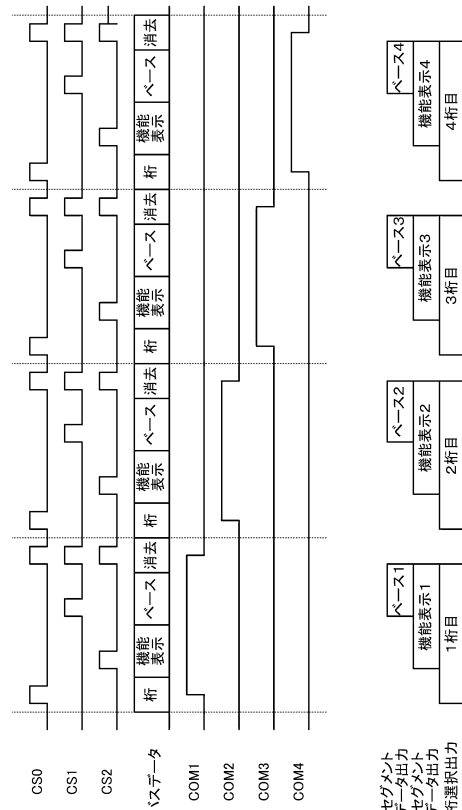 CS0
CS1
CS2
バスデータ
桁 機能表示 ベース 消去 桁 機能表示 ベース 消去 桁 機能表示 ベース 消去 桁 機能表示 ベース 消去
COM1
COM2
COM3
COM4
セグメント
データ出力
ベース1 ベース2 ベース3 ベース4
セグメント
データ出力
機能表示1 機能表示2 機能表示3 機能表示4
桁選択出力
1桁目 2桁目 3桁目 4桁目